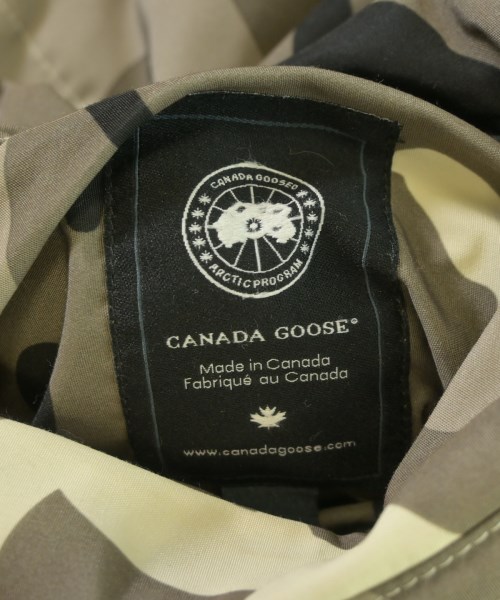 CANADA GOOSE®
ARCTIC PROGRAM
CANADA GOOSE®
Made in Canada
Fabriqué au Canada
www.canadagoose.com